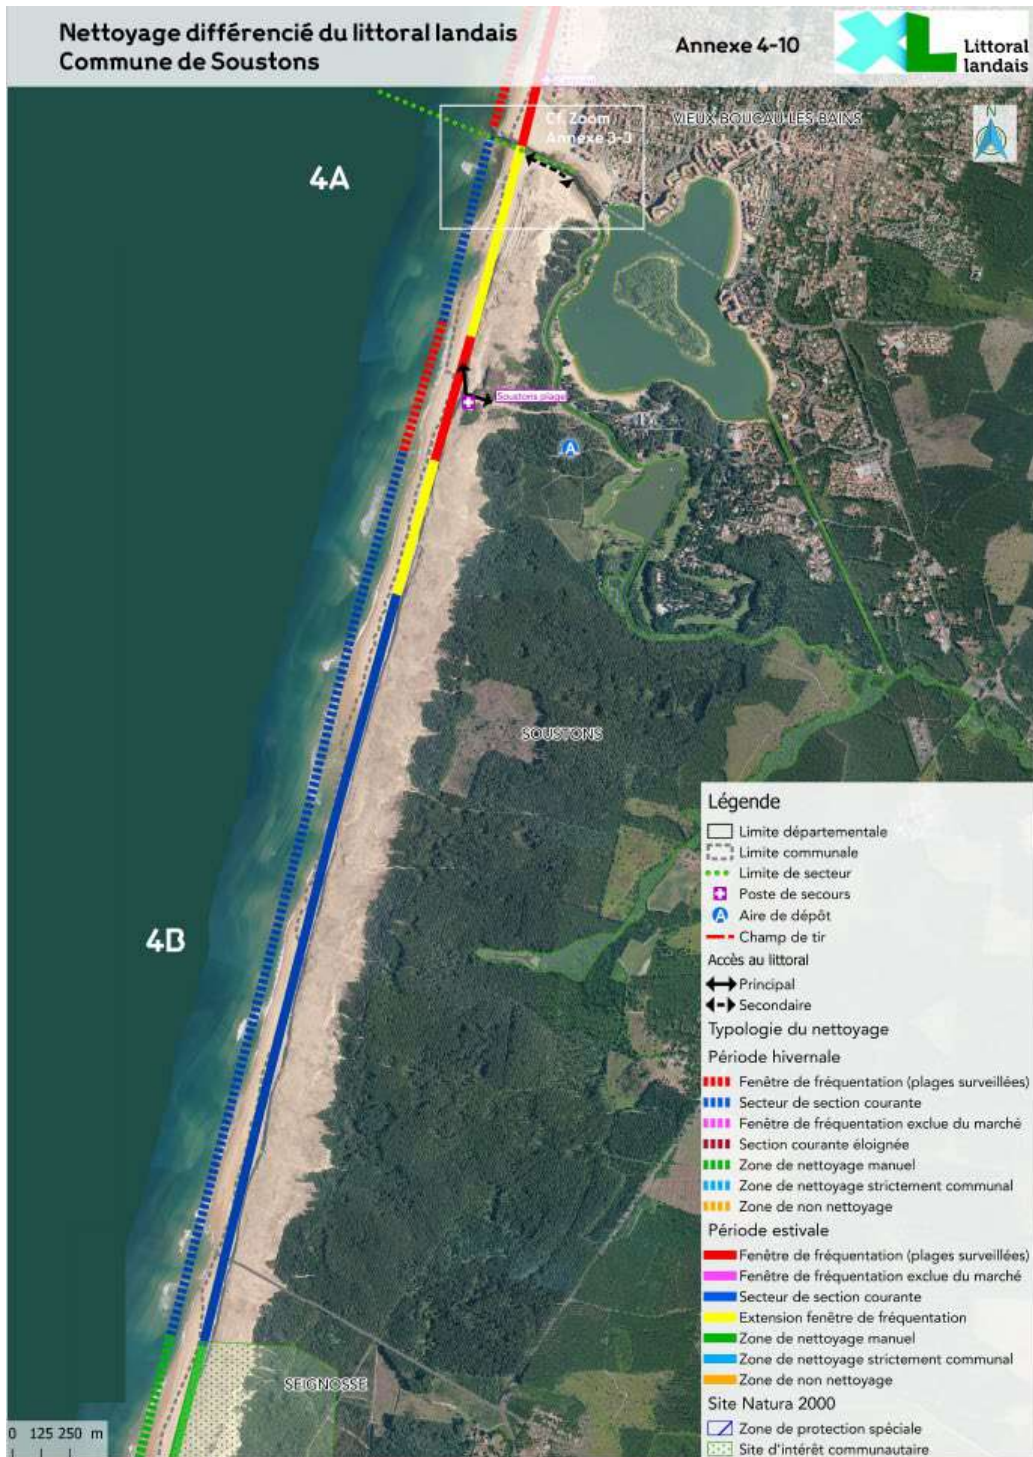 Nettoyage différencié du littoral landais
Commune de Soustons
Annexe 4-10
XL
Littoral
landais
N
Cf. Zoom
Annexe 3-3
VIEUX-BOUCAU-LES-BAINS
4A
Soustons plage
A
SOUSTONS
4B
SEIGNOSSE
0 125 250 m
Légende
Limite départementale
Limite communale
Limite de secteur
Poste de secours
A Aire de dépôt
Champ de tir
Accès au littoral
Principal
Secondaire
Typologie du nettoyage
Période hivernale
Fenêtre de fréquentation (plages surveillées)
Secteur de section courante
Fenêtre de fréquentation exclue du marché
Section courante éloignée
Zone de nettoyage manuel
Zone de nettoyage strictement communal
Zone de non nettoyage
Période estivale
Fenêtre de fréquentation (plages surveillées)
Fenêtre de fréquentation exclue du marché
Secteur de section courante
Extension fenêtre de fréquentation
Zone de nettoyage manuel
Zone de nettoyage strictement communal
Zone de non nettoyage
Site Natura 2000
Zone de protection spéciale
Site d'intérêt communautaire